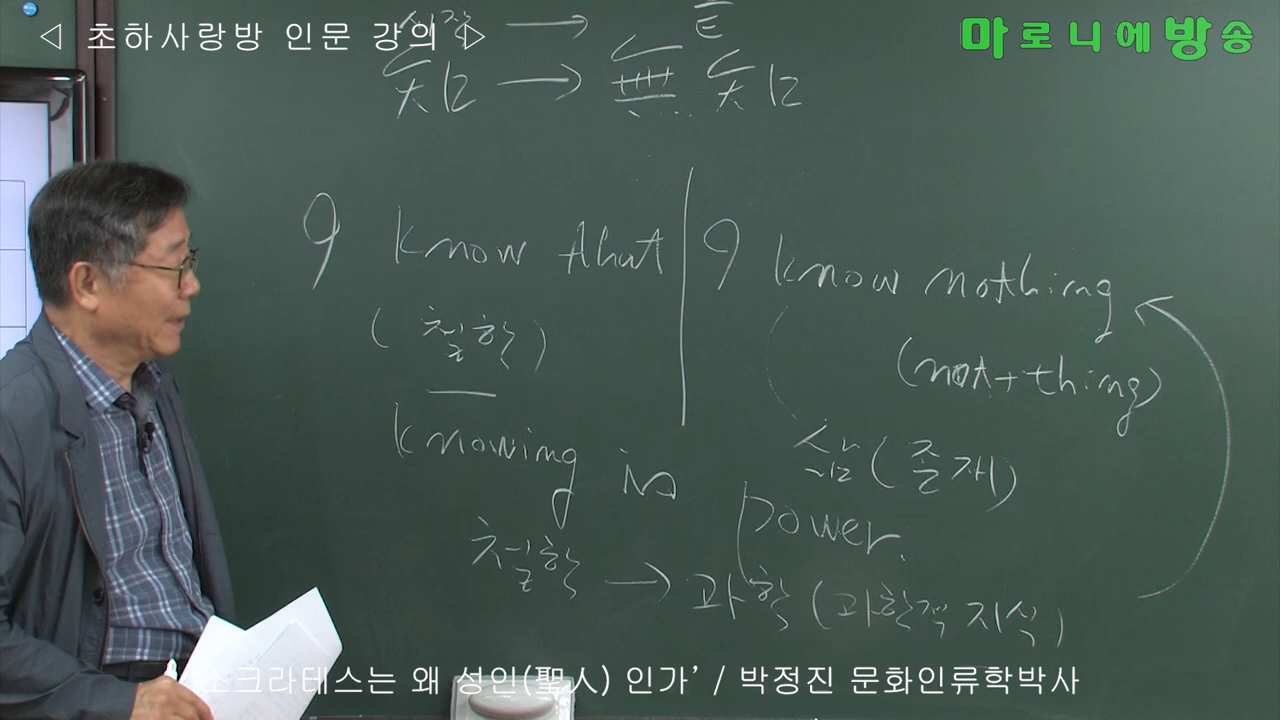 ◁ 초하사랑방 인문 강의 ▷
마로니에방송
시작 →
知 → 無知
I know that
I know nothing
(철학)
(not+thing)
삶(존재)
knowing is power.
철학 → 과학(과학적 지식)
소크라테스는 왜 성인(聖人) 인가’ / 박정진 문화인류학박사